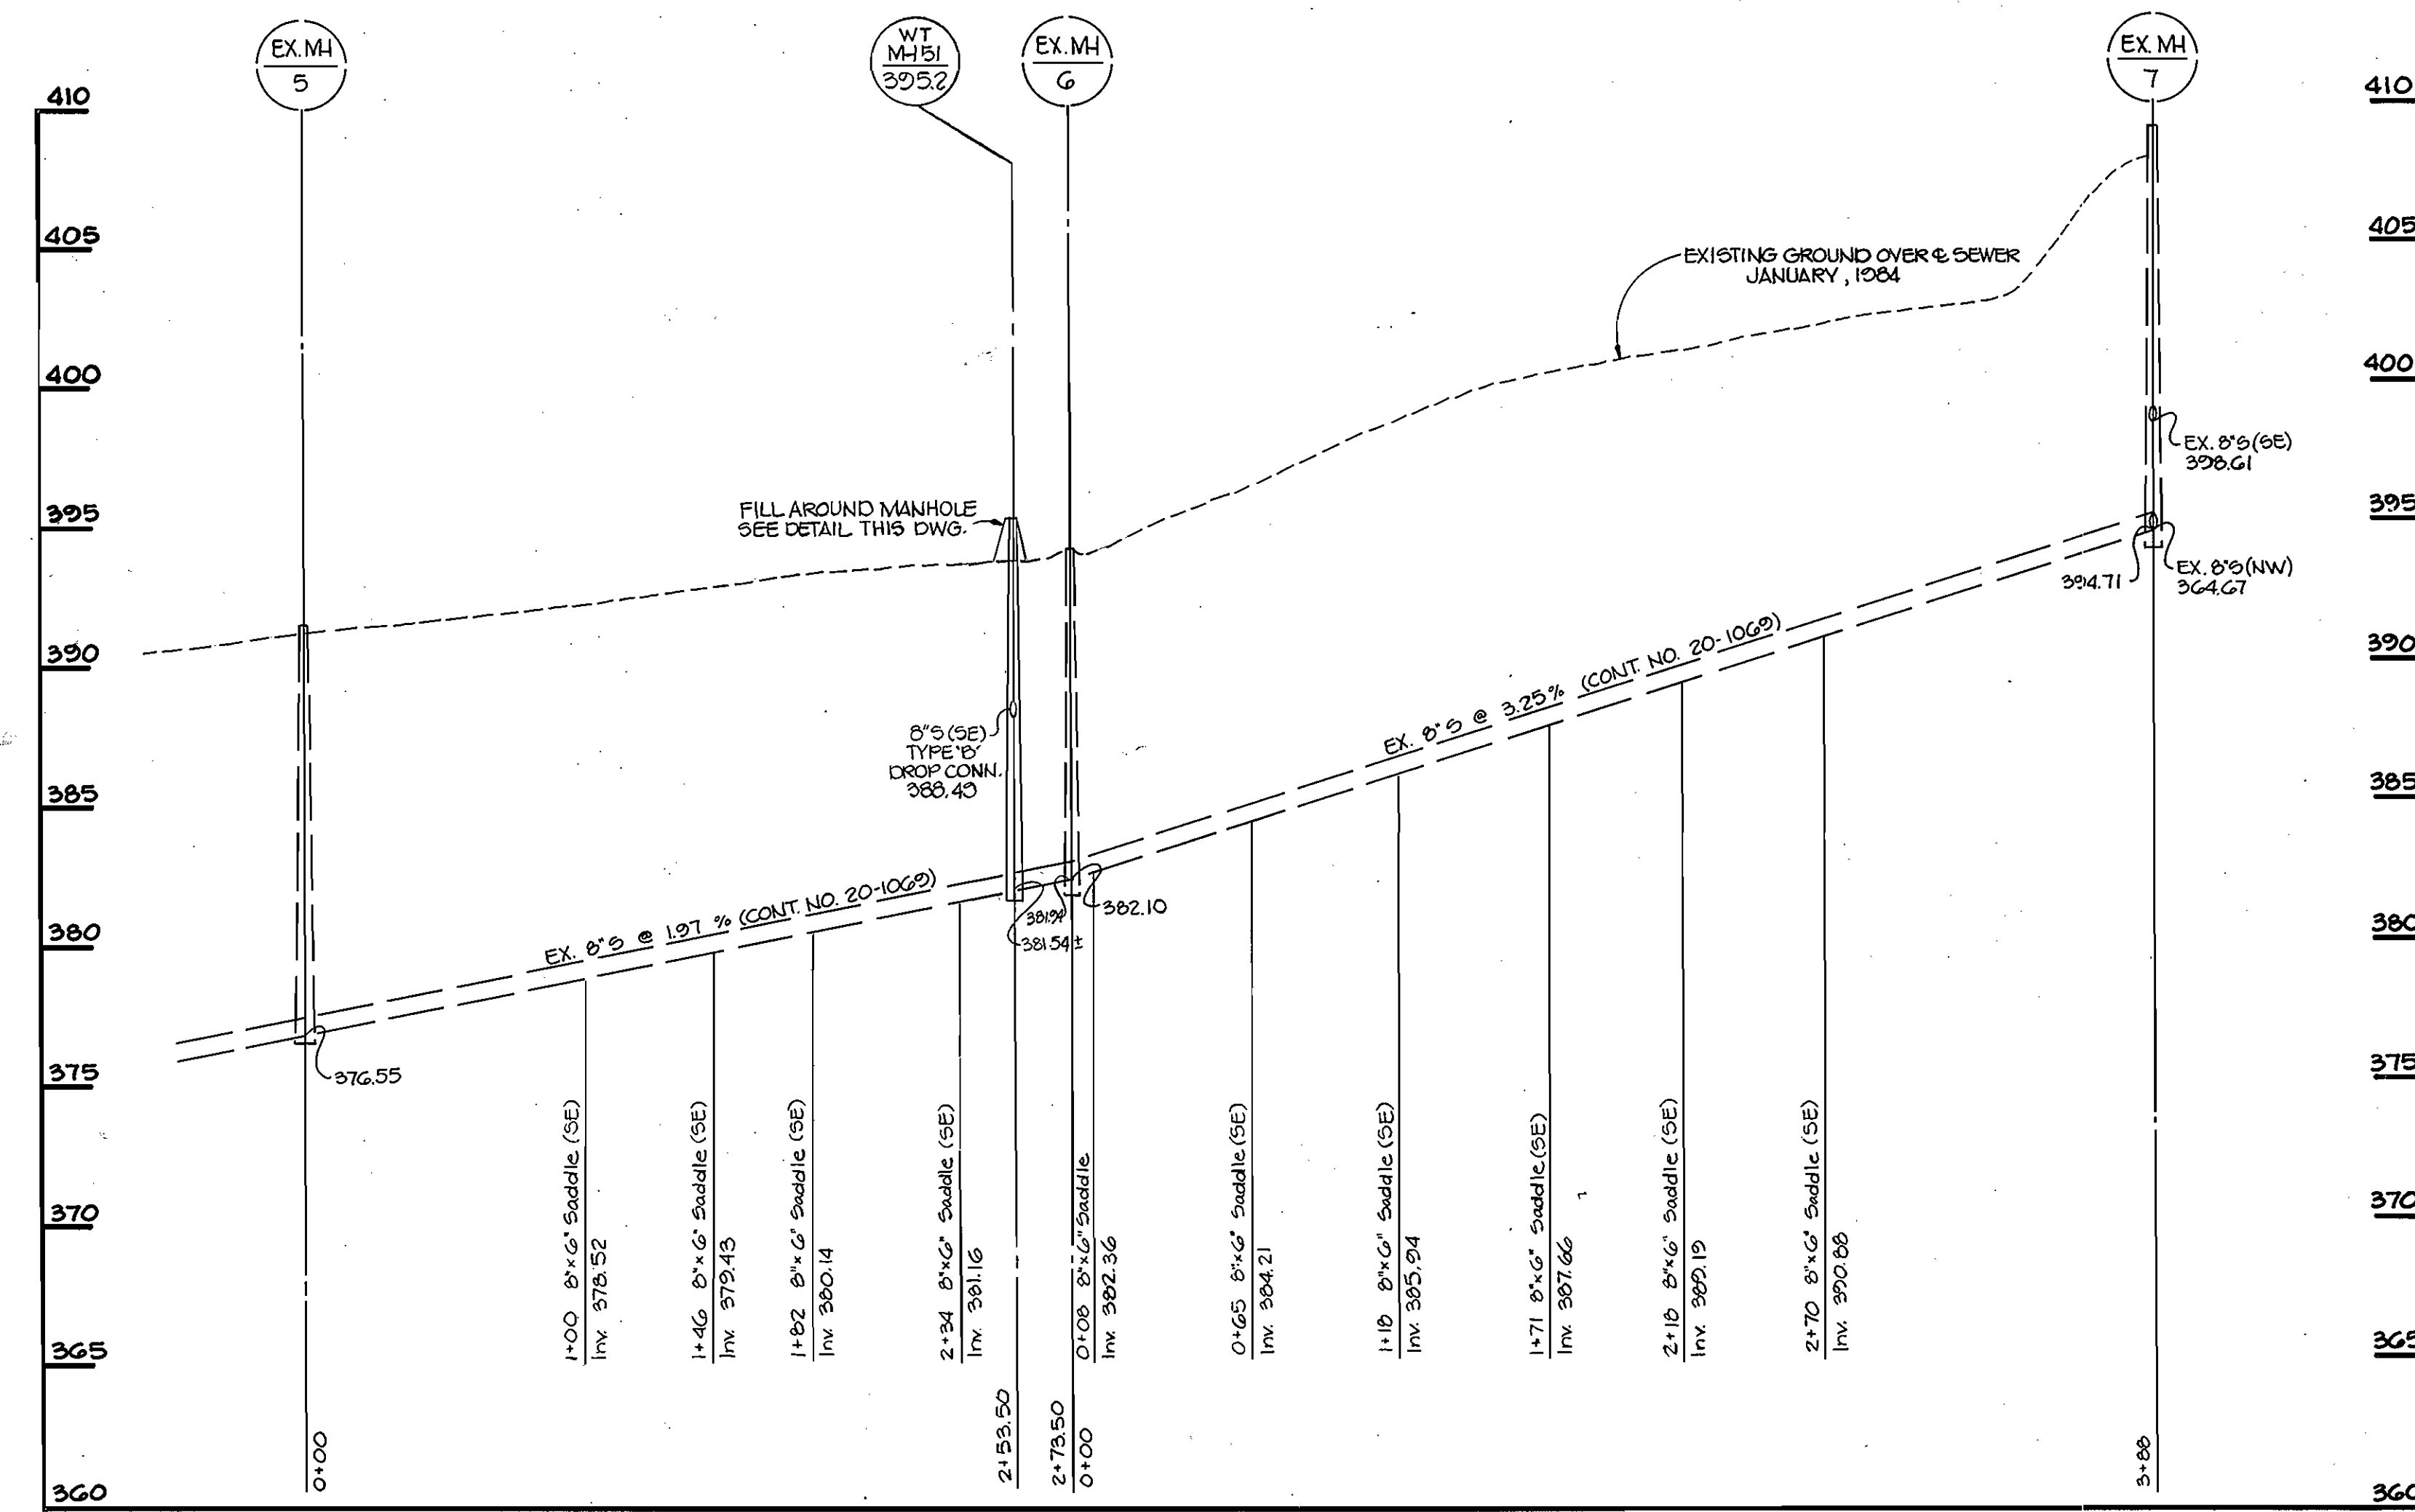 EX. MH
5
WT
MH 51
395.2
EX. MH
6
EX. MH
7
410
405
400
395
390
385
380
375
370
365
360
410
405
400
395
390
385
380
375
370
365
360
EXISTING GROUND OVER ℄ SEWER
JANUARY, 1984
FILL AROUND MANHOLE
SEE DETAIL THIS DWG.
EX. 8"S (SE)
398.61
394.71
EX. 8"S (NW)
364.67
8"S (SE)
TYPE 'B'
DROP CONN.
388.49
EX. 8"S @ 3.25% (CONT. NO. 20-1069)
EX. 8"S @ 1.97 % (CONT. NO. 20-1069)
381.94
382.10
381.54 ±
376.55
1+00 8"x6" Saddle (SE)
Inv. 378.52
1+46 8"x6" Saddle (SE)
Inv. 379.43
1+82 8"x6" Saddle (SE)
Inv. 380.14
2+34 8"x6" Saddle (SE)
Inv. 381.16
0+08 8"x6" Saddle
Inv. 382.36
0+65 8"x6" Saddle (SE)
Inv. 384.21
1+18 8"x6" Saddle (SE)
Inv. 385.94
1+71 8"x6" Saddle (SE)
Inv. 387.66
2+18 8"x6" Saddle (SE)
Inv. 389.19
2+70 8"x6" Saddle (SE)
Inv. 390.88
0+00
2+53.50
2+73.50
0+00
3+88